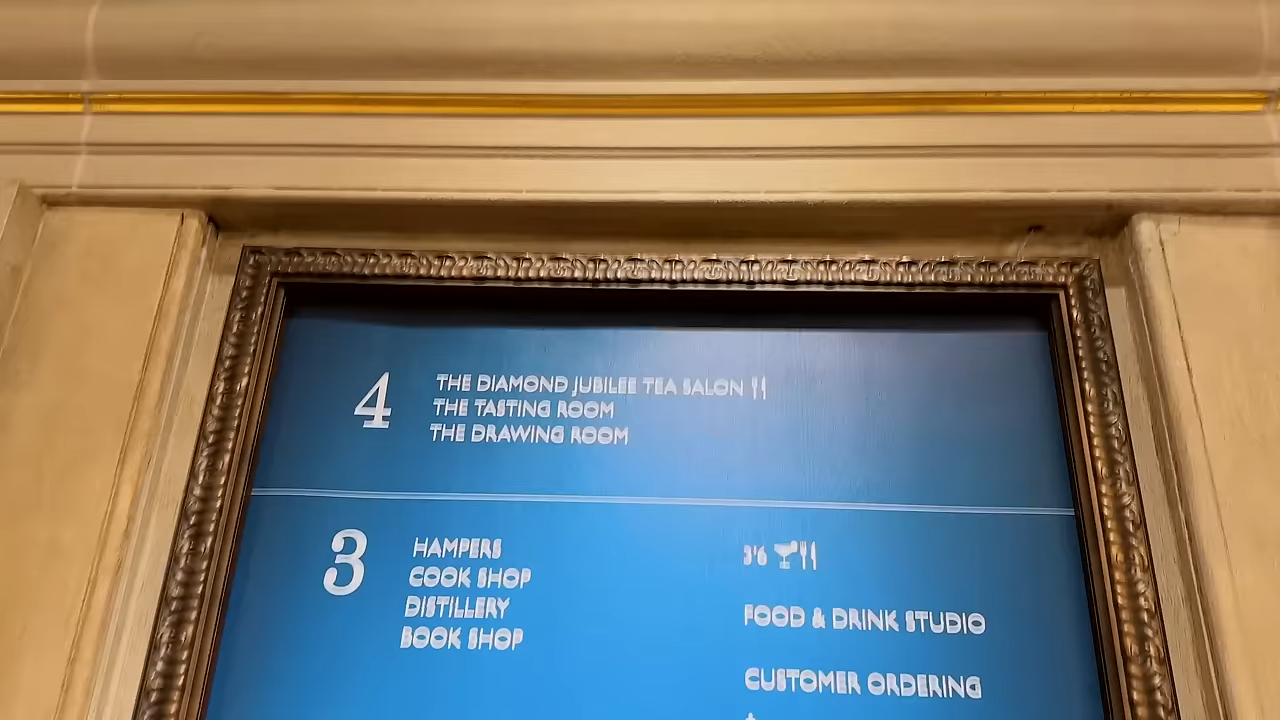 4
THE DIAMOND JUBILEE TEA SALON
THE TASTING ROOM
THE DRAWING ROOM
3
HAMPERS
COOK SHOP
DISTILLERY
BOOK SHOP
3'6
FOOD & DRINK STUDIO
CUSTOMER ORDERING